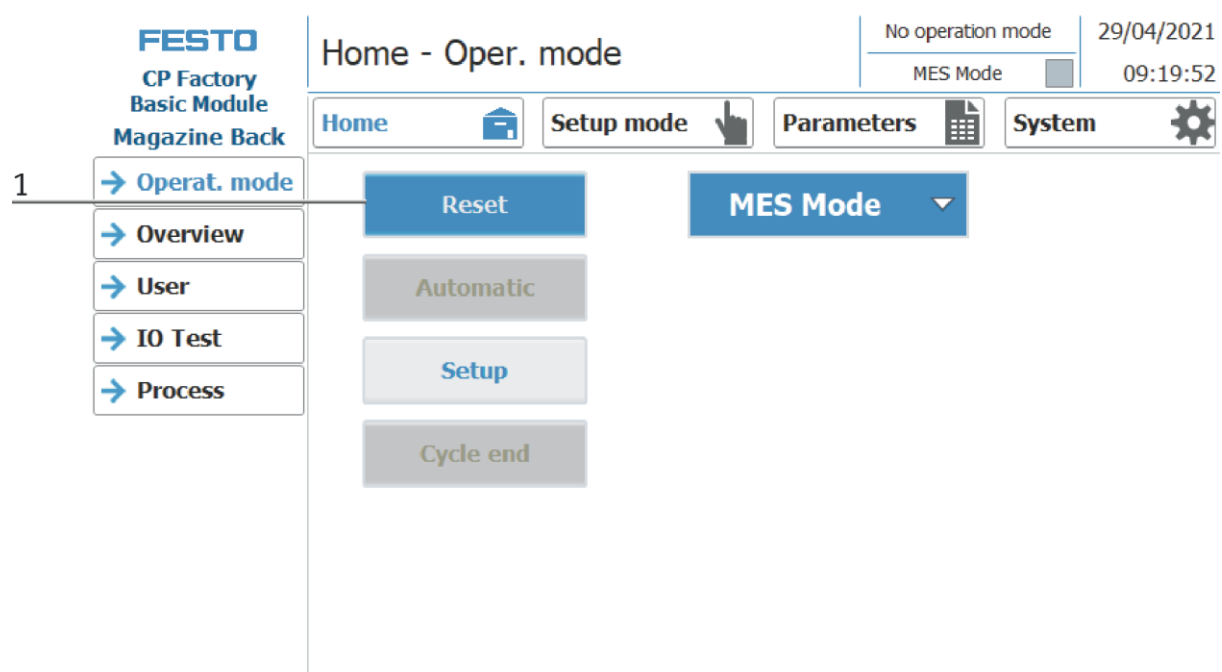 FESTO
CP Factory
Basic Module
Magazine Back
Home - Oper. mode
No operation mode
MES Mode
29/04/2021
09:19:52
Home
Setup mode
Parameters
System
1
Operat. mode
Overview
User
IO Test
Process
Reset
MES Mode
Automatic
Setup
Cycle end